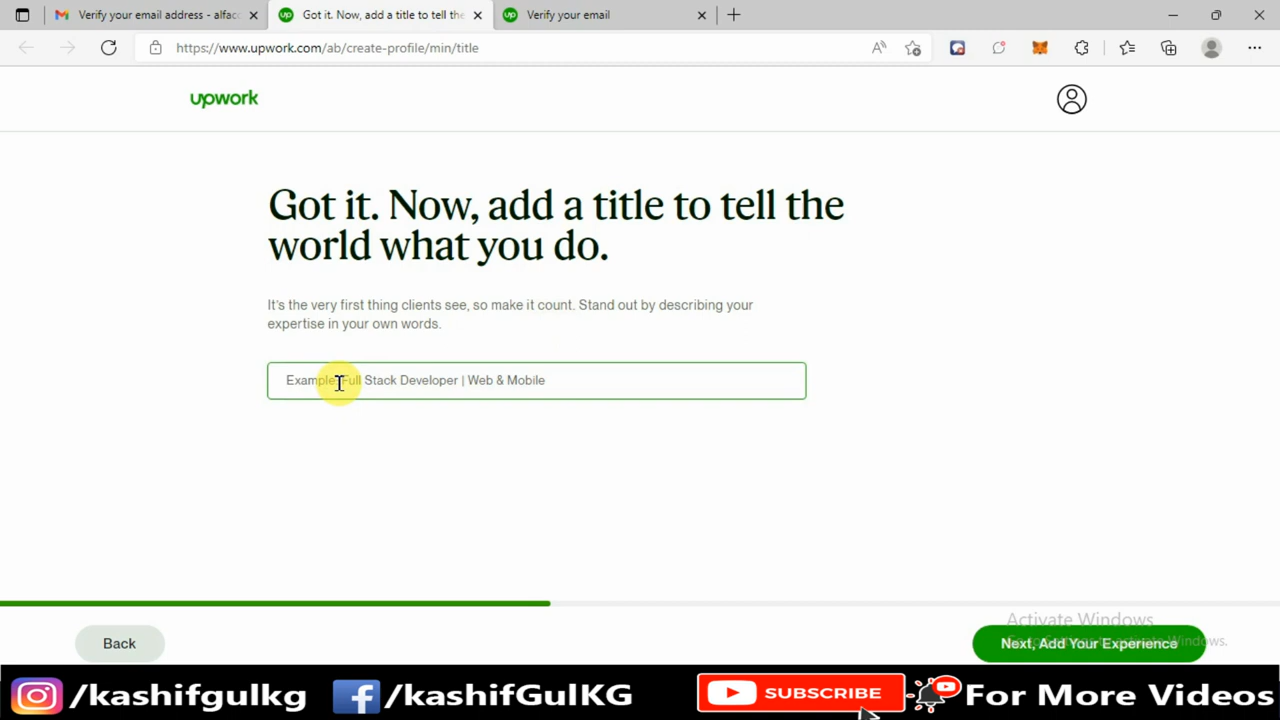 Verify your email address - alfacc
Got it. Now, add a title to tell the
up
Verify your email
https://www.upwork.com/ab/create-profile/min/title
upwork
Got it. Now, add a title to tell the
world what you do.
It's the very first thing clients see, so make it count. Stand out by describing your
expertise in your own words.
Example: Full Stack Developer | Web & Mobile
Activate Windows
Back
Next, Add Your Experience
/kashifgulkg
/kashifGulKG
SUBSCRIBE
For More Videos